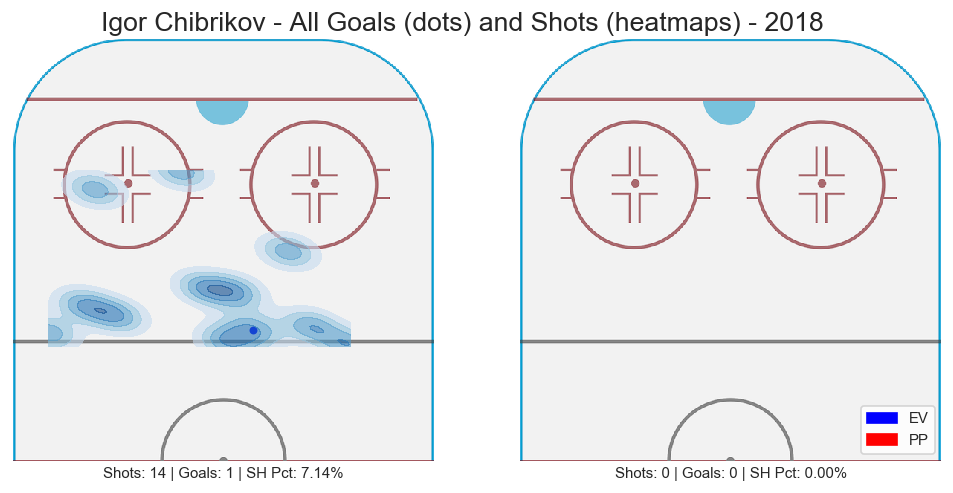 Igor Chibrikov - All Goals (dots) and Shots (heatmaps) - 2018
EV
PP
Shots: 14 | Goals: 1 | SH Pct: 7.14%
Shots: 0 | Goals: 0 | SH Pct: 0.00%